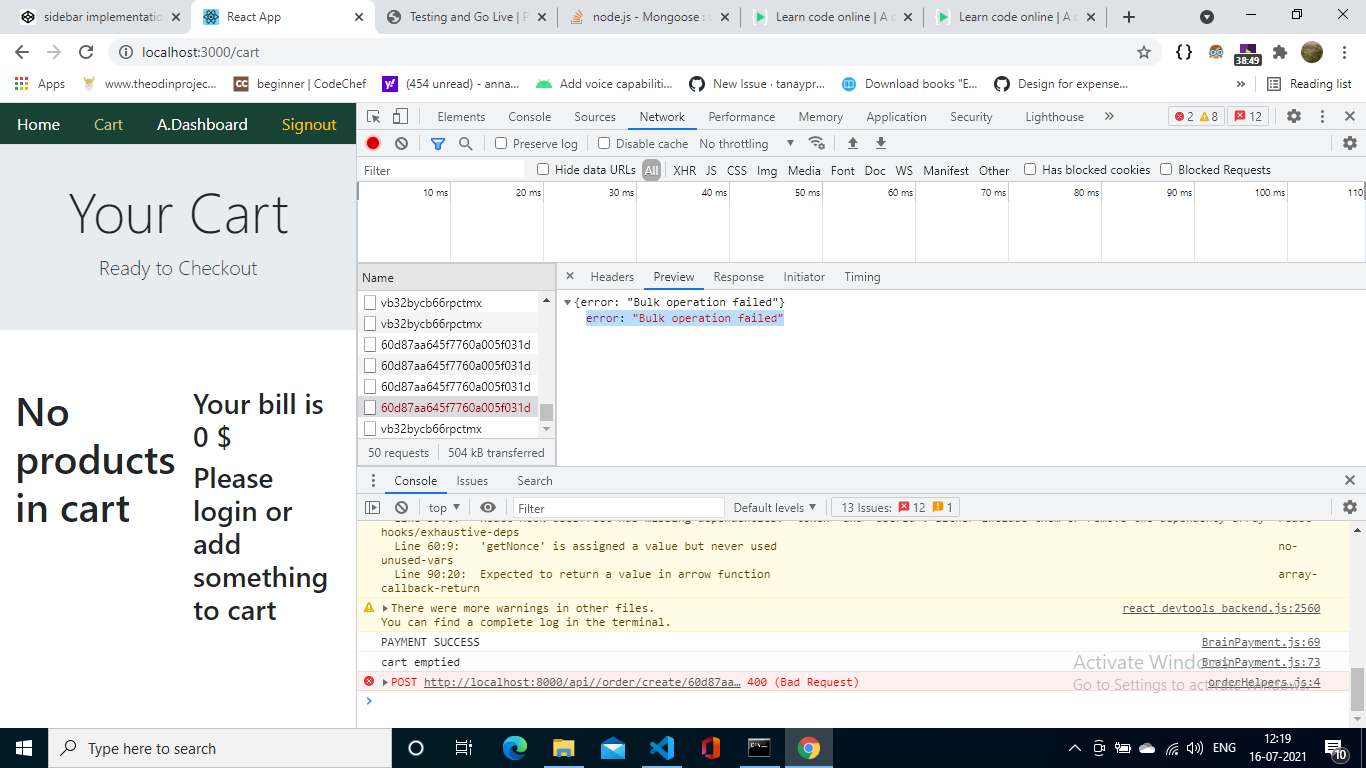 sidebar implementatio
React App
Testing and Go Live | P
node.js - Mongoose : 
Learn code online | A c
Learn code online | A c
localhost:3000/cart
38:49
Apps
www.theodinprojec...
CC
beginner | CodeChef
(454 unread) - anna...
Add voice capabiliti...
New Issue · tanaypr...
Download books "E...
Design for expense...
»
Reading list
Home
Cart
A.Dashboard
Signout
Your Cart
Ready to Checkout
No products in cart
Your bill is
0 $
Please
login or
add
something
to cart
Elements
Console
Sources
Network
Performance
Memory
Application
Security
Lighthouse
»
2
8
12
Preserve log
Disable cache
No throttling
Filter
Hide data URLs
All
XHR
JS
CSS
Img
Media
Font
Doc
WS
Manifest
Other
Has blocked cookies
Blocked Requests
10 ms
20 ms
30 ms
40 ms
50 ms
60 ms
70 ms
80 ms
90 ms
100 ms
110
Name
vb32bycb66rpctmx
vb32bycb66rpctmx
60d87aa645f7760a005f031d
60d87aa645f7760a005f031d
60d87aa645f7760a005f031d
60d87aa645f7760a005f031d
vb32bycb66rpctmx
50 requests
504 kB transferred
Headers
Preview
Response
Initiator
Timing
{error: "Bulk operation failed"}
error: "Bulk operation failed"
Console
Issues
Search
top
Filter
Default levels
13 Issues:
12
1
hooks/exhaustive-deps
Line 60:9: 'getNonce' is assigned a value but never used no-
unused-vars
Line 90:20: Expected to return a value in arrow function array-
callback-return
There were more warnings in other files.
react devtools backend.js:2560
You can find a complete log in the terminal.
PAYMENT SUCCESS
BrainPayment.js:69
cart emptied
BrainPayment.js:73
POST http://localhost:8000/api//order/create/60d87aa… 400 (Bad Request)
orderHelpers.js:4
Activate Windows
Go to Settings to activate Windows.
Type here to search
ENG
12:19
16-07-2021
10